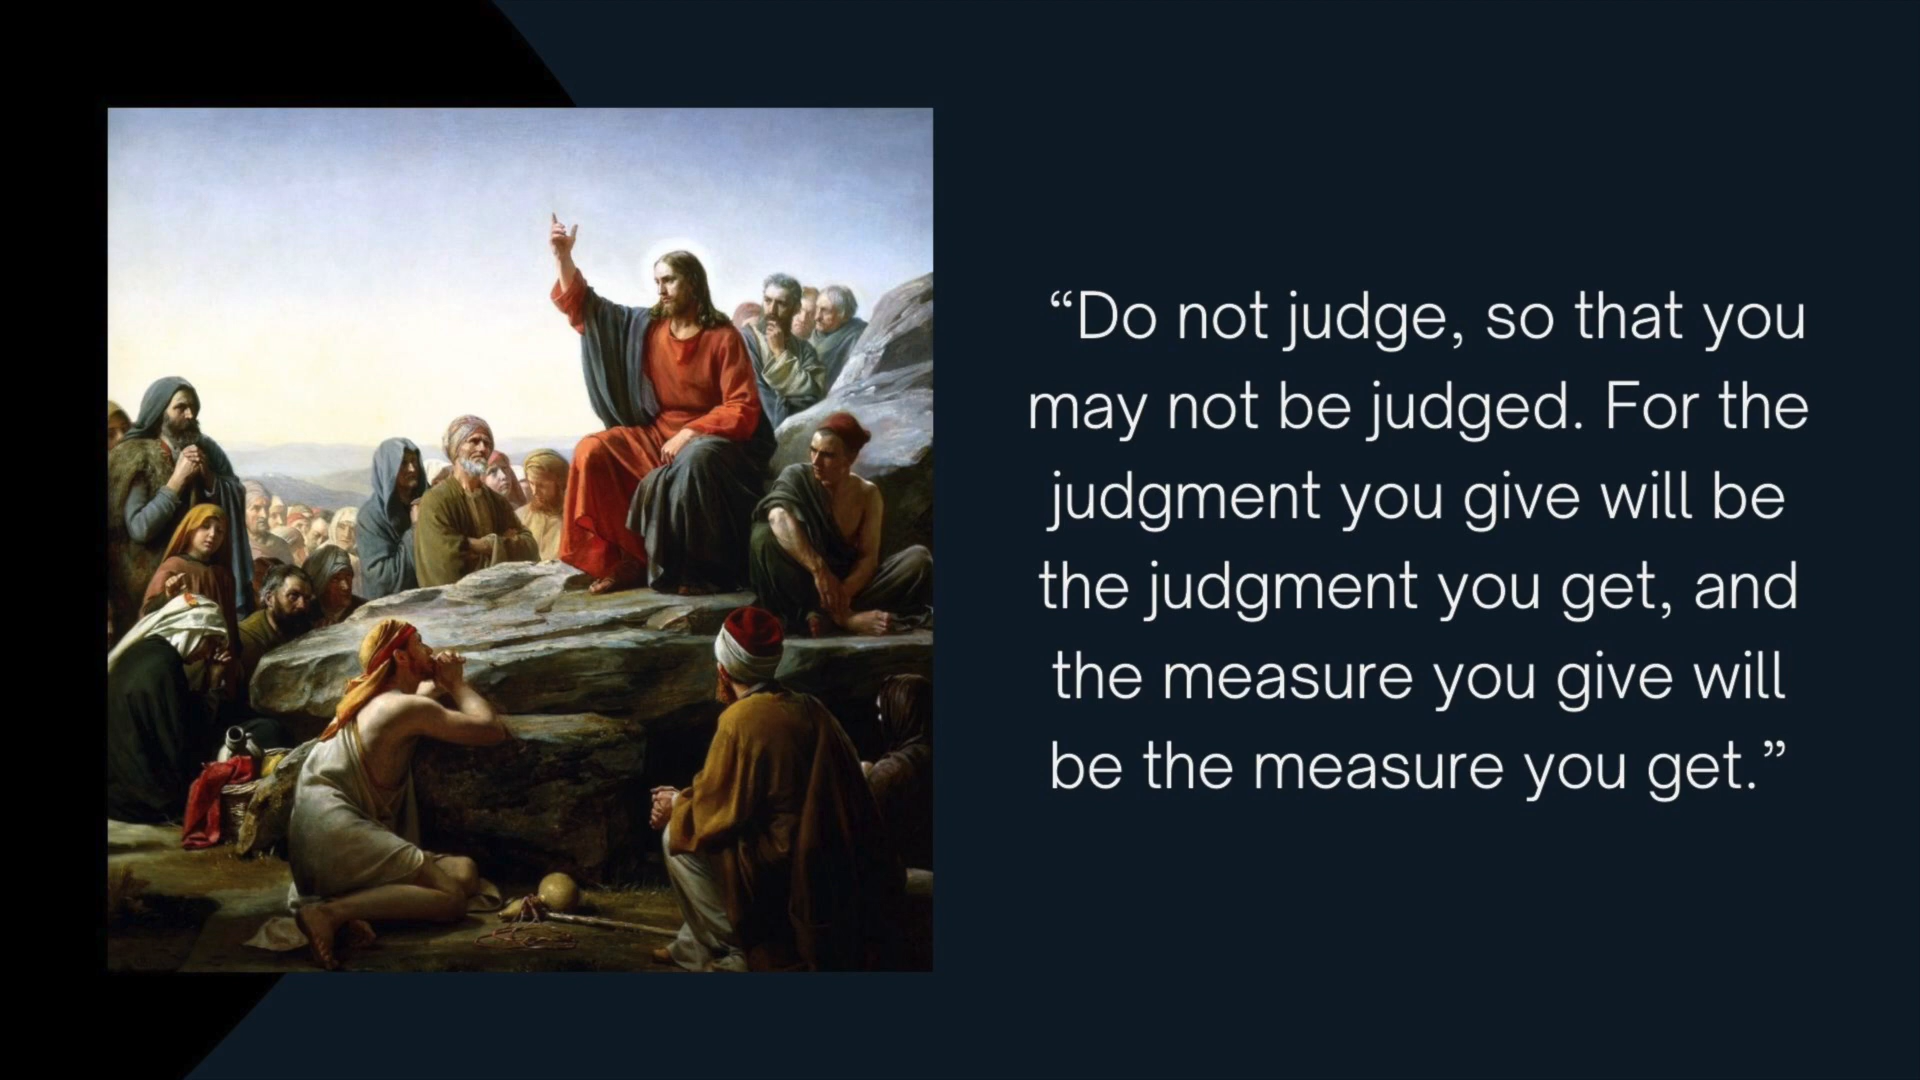 “Do not judge, so that you
may not be judged. For the
judgment you give will be
the judgment you get, and
the measure you give will
be the measure you get.”